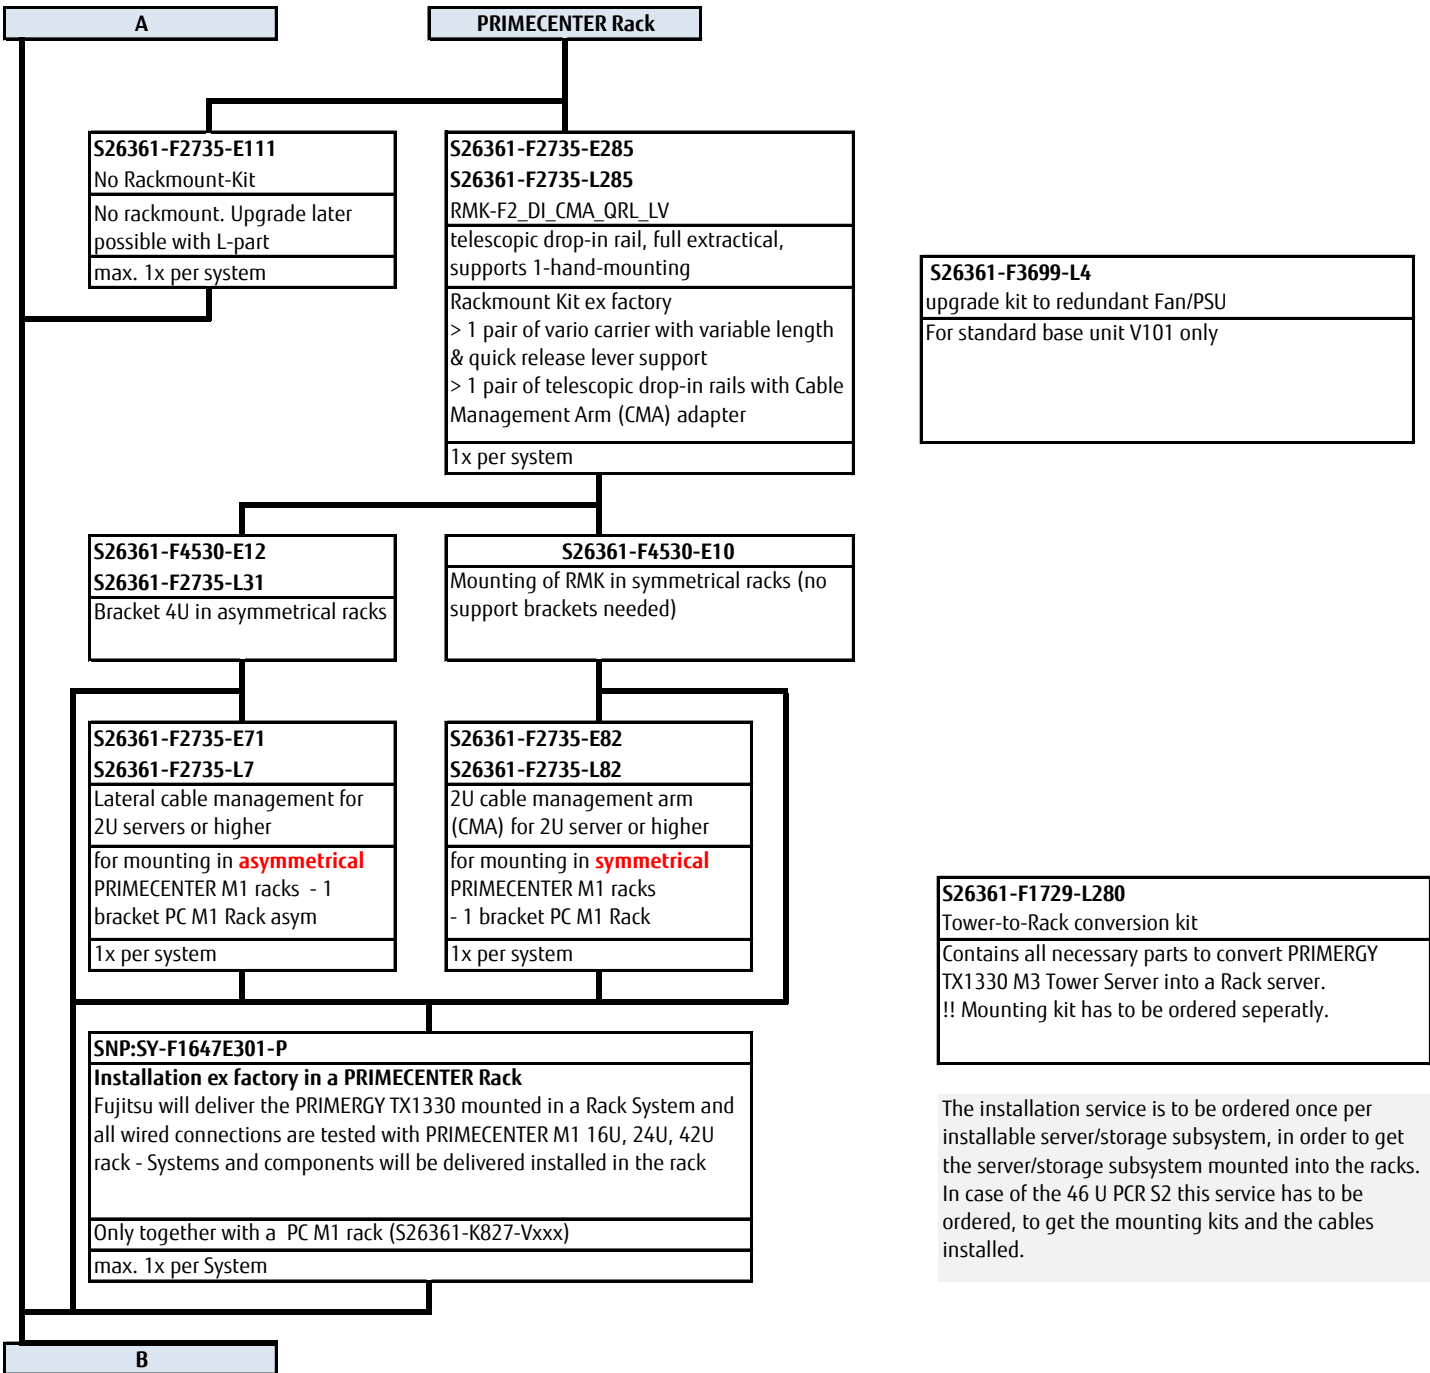 A
PRIMECENTER Rack
S26361-F2735-E111
No Rackmount-Kit
No rackmount. Upgrade later
possible with L-part
max. 1x per system
S26361-F2735-E285
S26361-F2735-L285
RMK-F2_DI_CMA_QRL_LV
telescopic drop-in rail, full extractical,
supports 1-hand-mounting
Rackmount Kit ex factory
> 1 pair of vario carrier with variable length
& quick release lever support
> 1 pair of telescopic drop-in rails with Cable
Management Arm (CMA) adapter
1x per system
S26361-F3699-L4
upgrade kit to redundant Fan/PSU
For standard base unit V101 only
S26361-F4530-E12
S26361-F2735-L31
Bracket 4U in asymmetrical racks
S26361-F4530-E10
Mounting of RMK in symmetrical racks (no
support brackets needed)
S26361-F2735-E71
S26361-F2735-L7
Lateral cable management for
2U servers or higher
for mounting in asymmetrical
PRIMECENTER M1 racks - 1
bracket PC M1 Rack asym
1x per system
S26361-F2735-E82
S26361-F2735-L82
2U cable management arm
(CMA) for 2U server or higher
for mounting in symmetrical
PRIMECENTER M1 racks
- 1 bracket PC M1 Rack
1x per system
S26361-F1729-L280
Tower-to-Rack conversion kit
Contains all necessary parts to convert PRIMERGY
TX1330 M3 Tower Server into a Rack server.
!! Mounting kit has to be ordered seperatly.
SNP:SY-F1647E301-P
Installation ex factory in a PRIMECENTER Rack
Fujitsu will deliver the PRIMERGY TX1330 mounted in a Rack System and
all wired connections are tested with PRIMECENTER M1 16U, 24U, 42U
rack - Systems and components will be delivered installed in the rack
Only together with a PC M1 rack (S26361-K827-Vxxx)
max. 1x per System
The installation service is to be ordered once per
installable server/storage subsystem, in order to get
the server/storage subsystem mounted into the racks.
In case of the 46 U PCR S2 this service has to be
ordered, to get the mounting kits and the cables
installed.
B